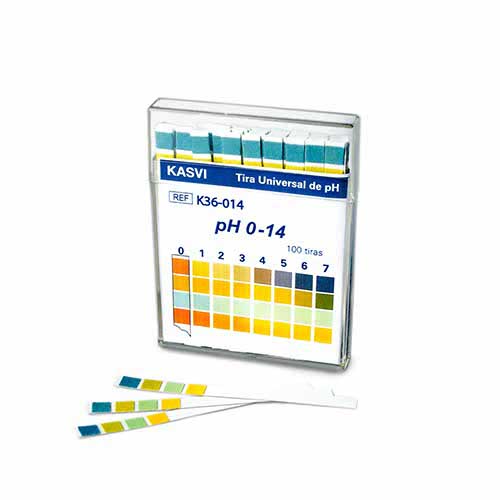 KASVI Tira Universal de pH
REF K36-014
pH 0-14
100 tiras
0 1 2 3 4 5 6 7